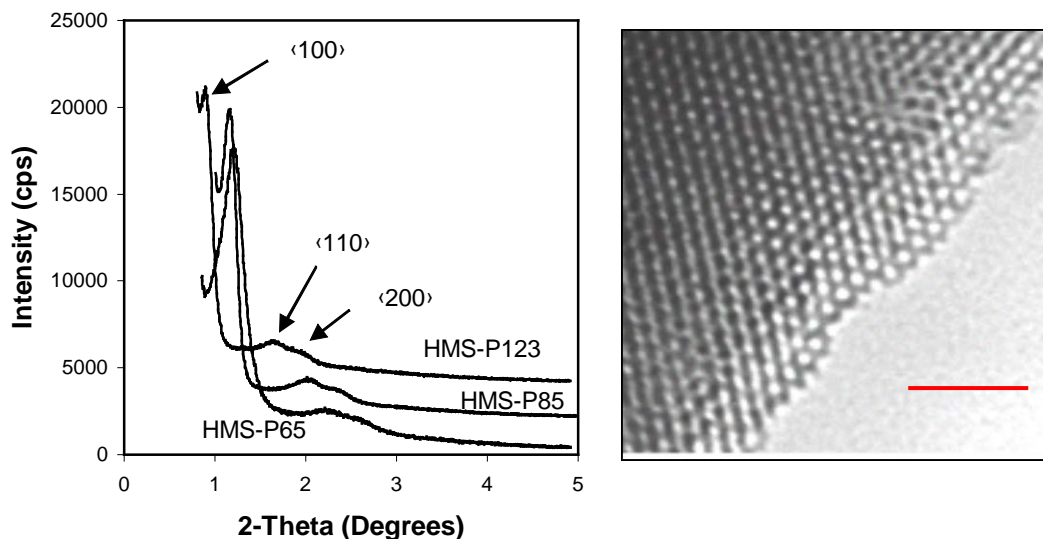 25000
20000
15000
10000
5000
0
Intensity (cps)
‹100›
‹110›
‹200›
HMS-P123
HMS-P85
HMS-P65
0 1 2 3 4 5
2-Theta (Degrees)